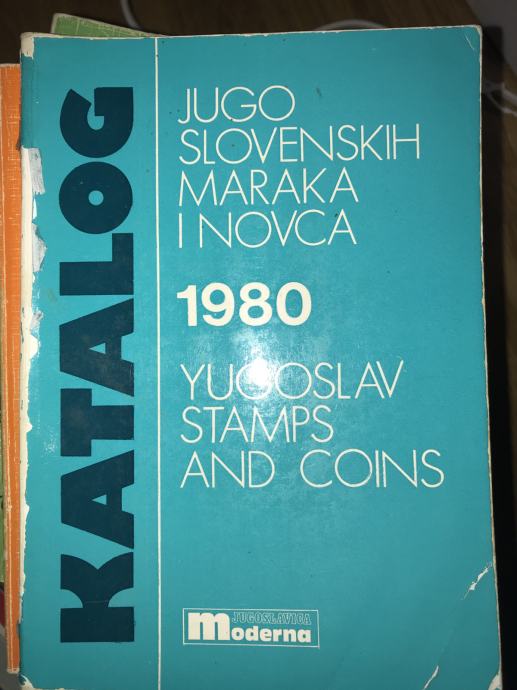 KATALOG
JUGO
SLOVENSKIH
MARAKA
I NOVCA
1980
YUGOSLAV
STAMPS
AND COINS
JUGOSLAVICA
moderna